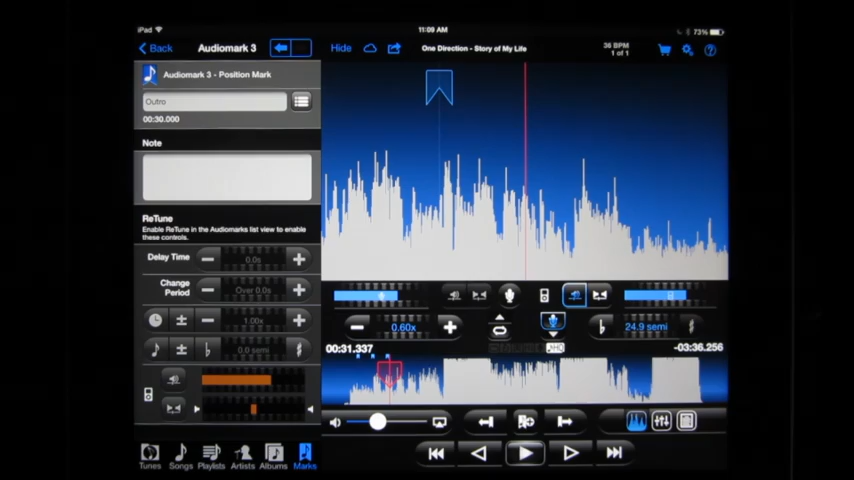 iPad
11:09 AM
73%
Back
Audiomark 3
Hide
One Direction - Story of My Life
36 BPM
1 of 1
Audiomark 3 - Position Mark
Outro
00:30.000
Note
ReTune
Enable ReTune in the Audiomarks list view to enable
these controls.
Delay Time
0.0s
Change
Period
Over 0.0s
1.00x
0.0 semi
0.60x
24.9 semi
00:31.337
HQ
-03:36.256
Tunes
Songs
Playlists
Artists
Albums
Marks